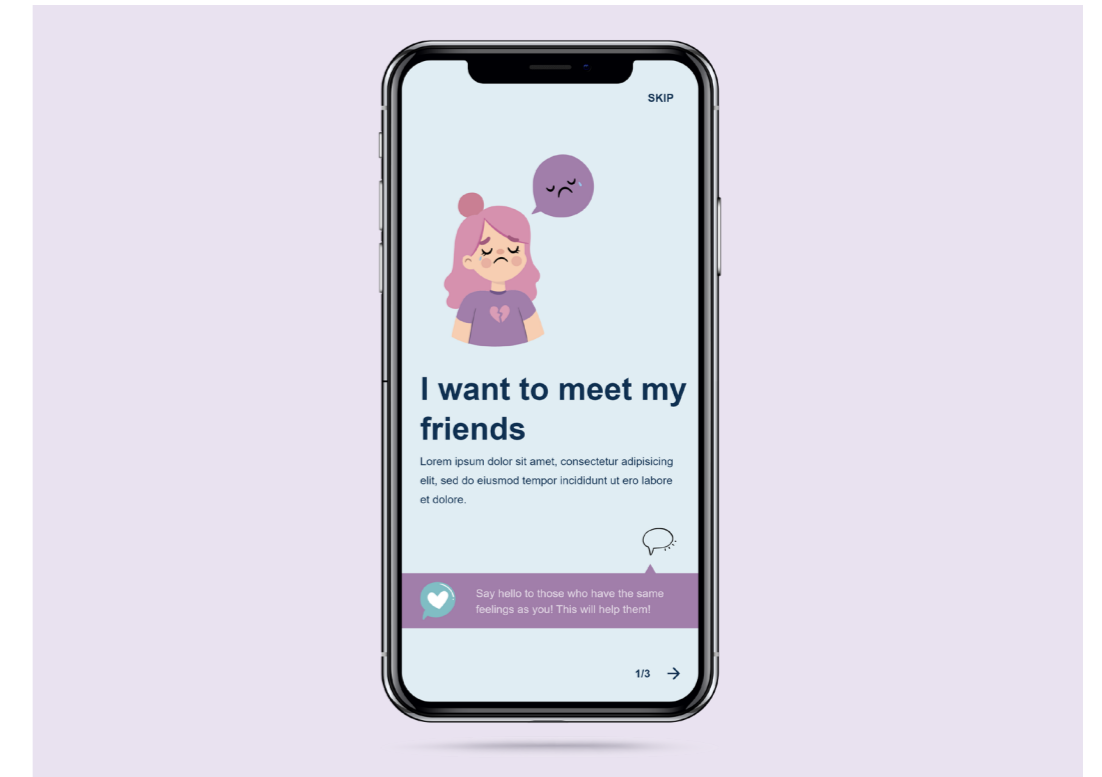 SKIP
I want to meet my
friends
Lorem ipsum dolor sit amet, consectetur adipisicing
elit, sed do eiusmod tempor incididunt ut ero labore
et dolore.
Say hello to those who have the same
feelings as you! This will help them!
1/3